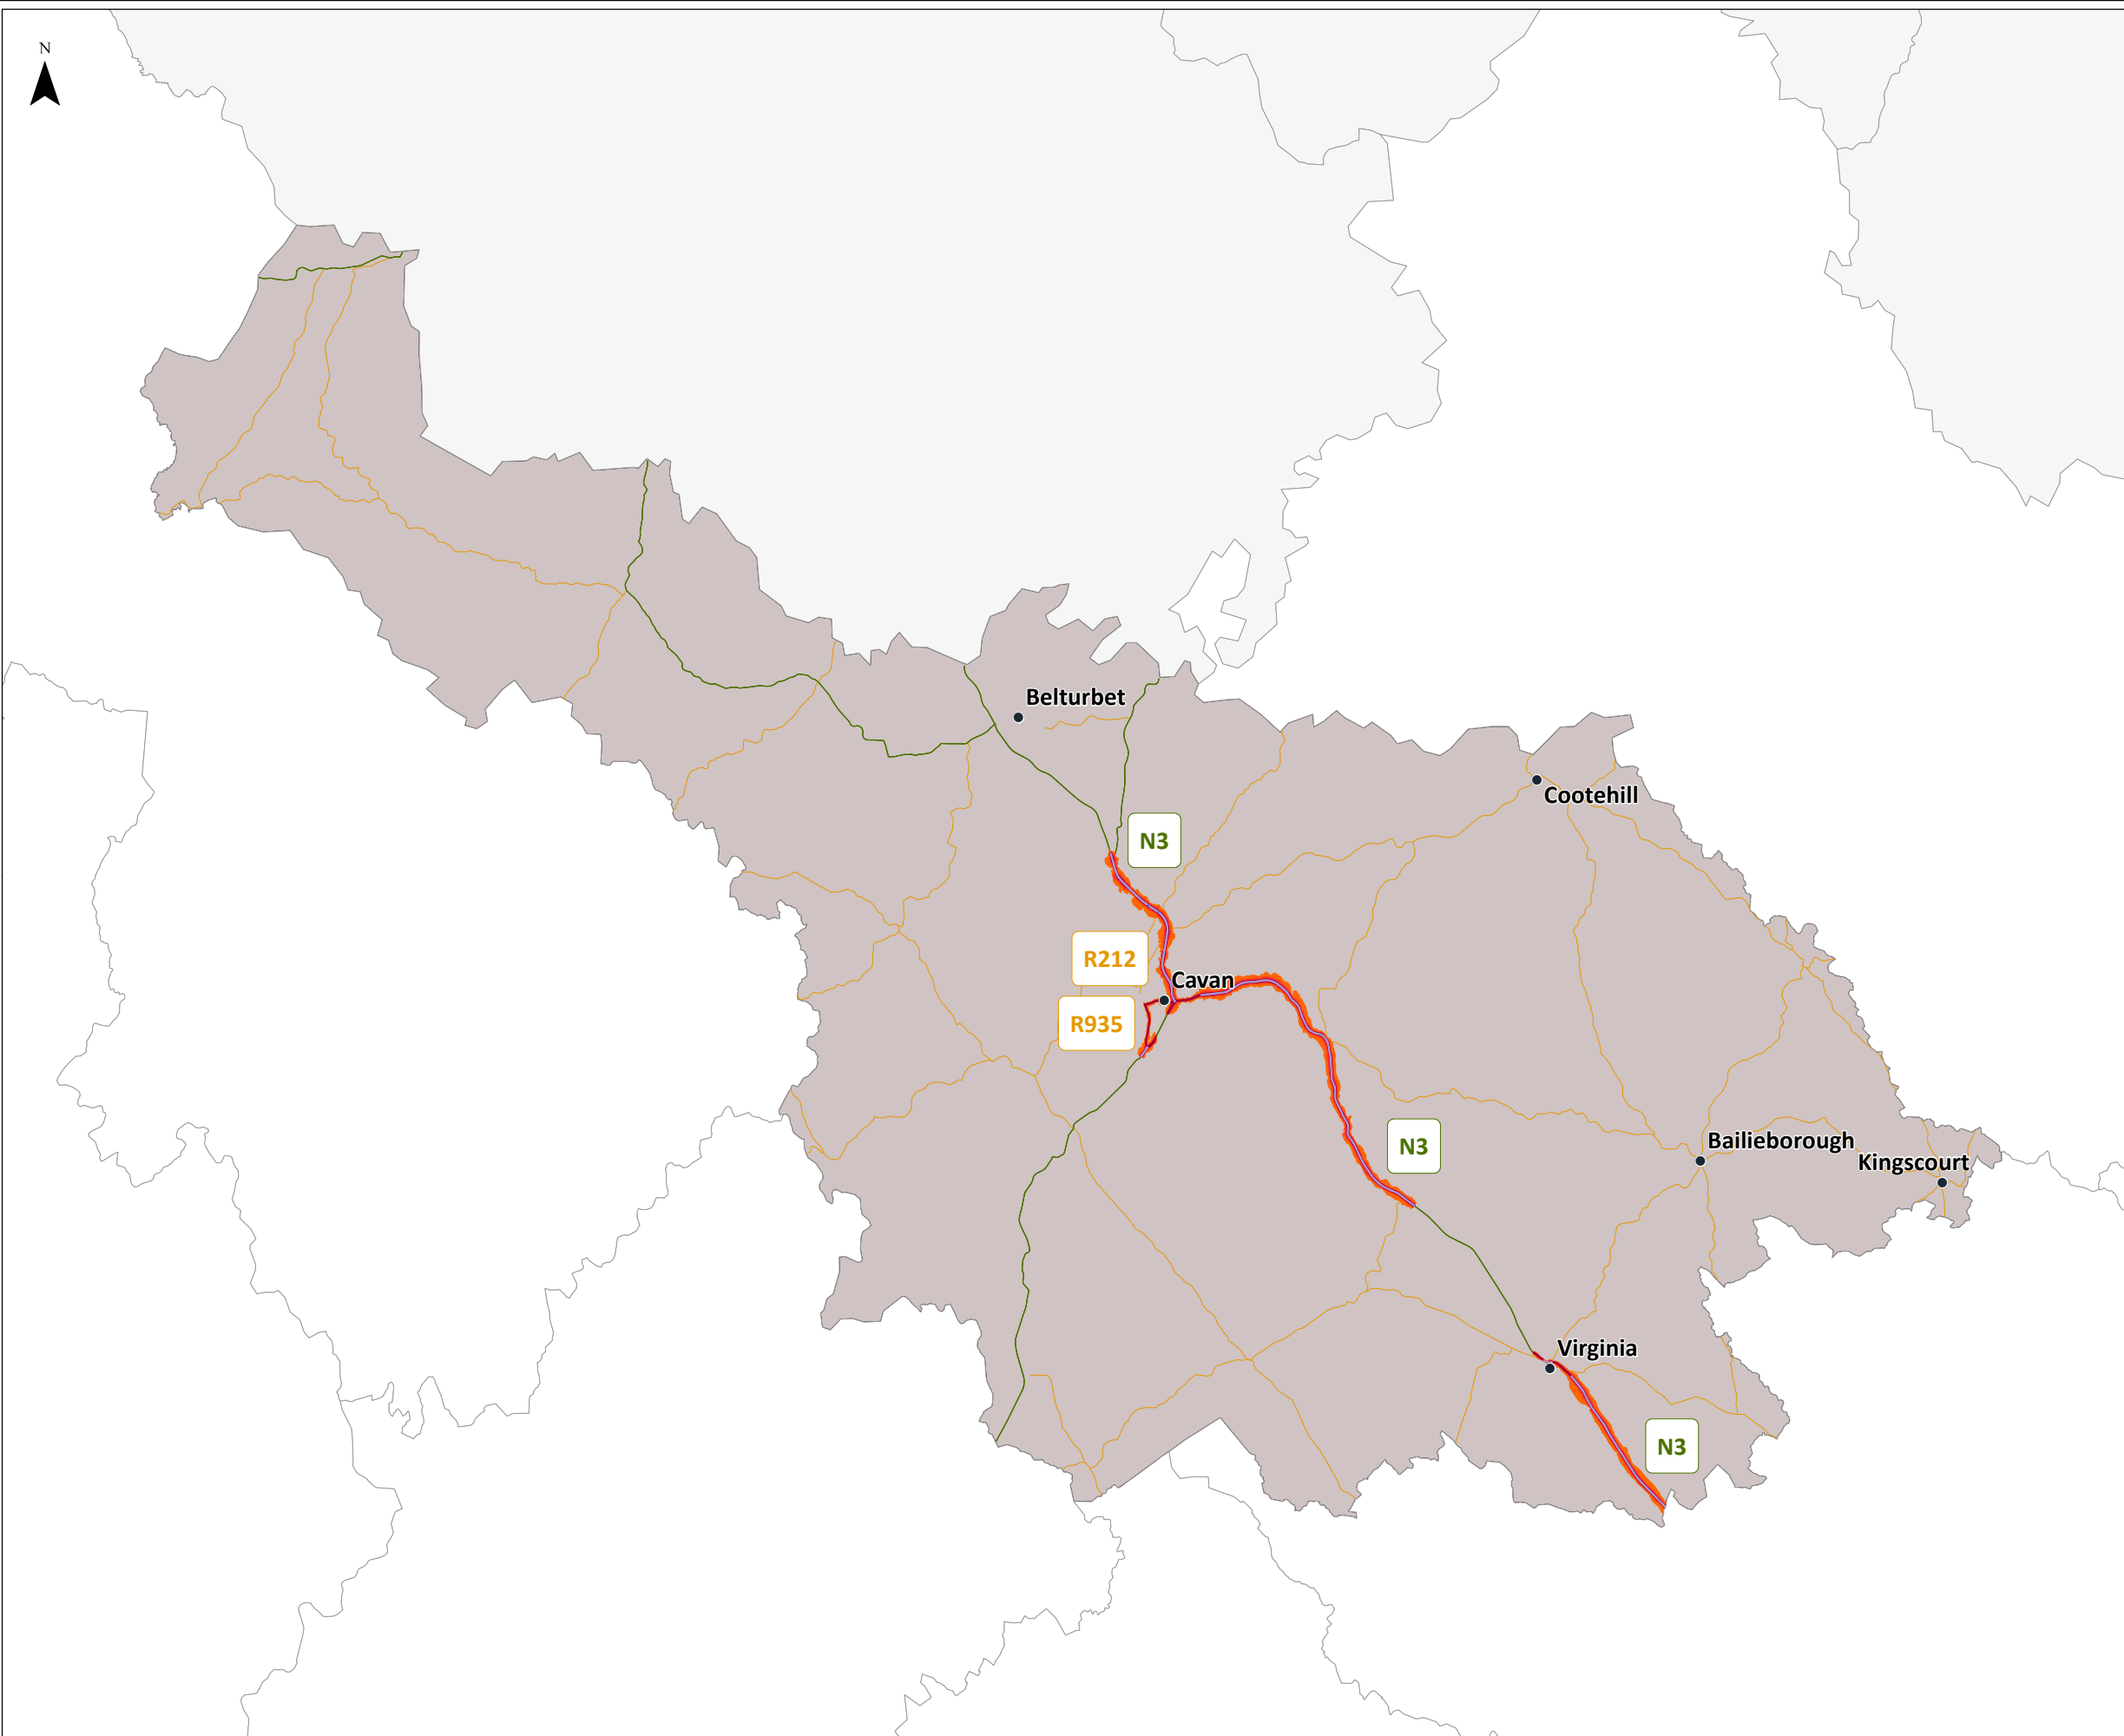 N
Belturbet
Cootehill
N3
R212
Cavan
R935
N3
Bailieborough
Kingscourt
Virginia
N3